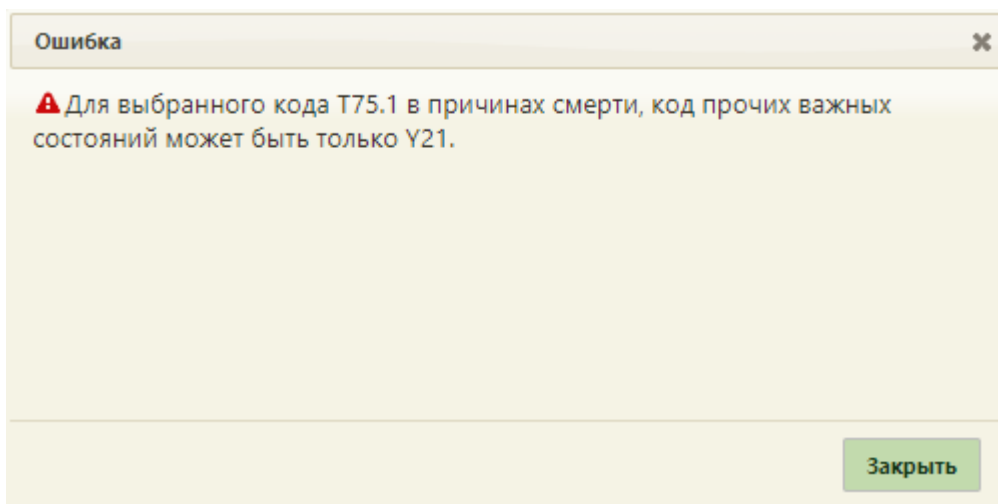 Ошибка
Для выбранного кода T75.1 в причинах смерти, код прочих важных
состояний может быть только Y21.
Закрыть